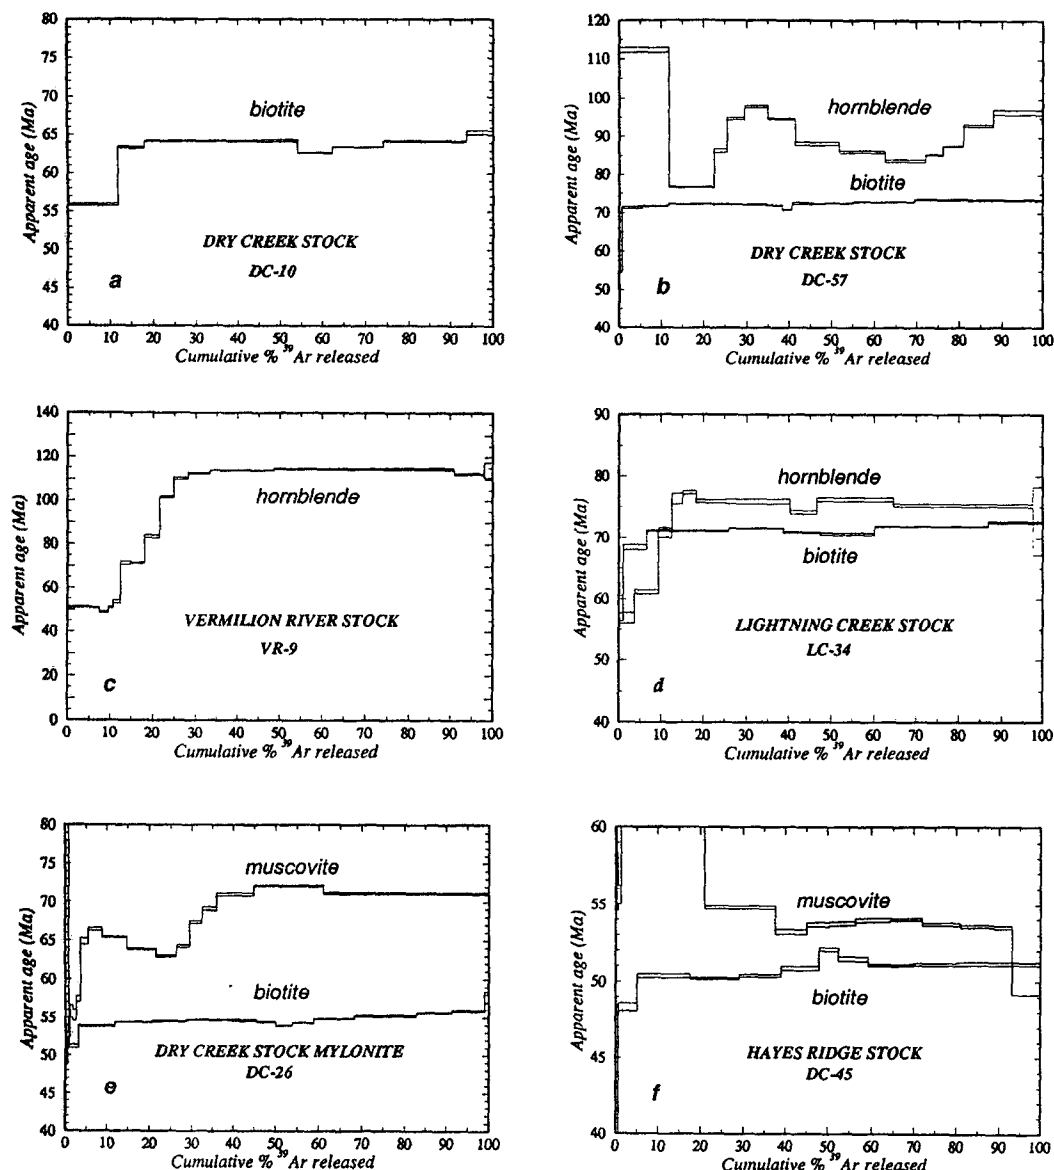 80
75
70
65
60
55
50
45
40
Apparent age (Ma)
biotite
DRY CREEK STOCK
DC-10
a
0 10 20 30 40 50 60 70 80 90 100
Cumulative % ³⁹Ar released
120
110
100
90
80
70
60
50
40
Apparent age (Ma)
hornblende
biotite
DRY CREEK STOCK
DC-57
b
0 10 20 30 40 50 60 70 80 90 100
Cumulative % ³⁹Ar released
140
120
100
80
60
40
20
0
Apparent age (Ma)
hornblende
VERMILION RIVER STOCK
VR-9
c
0 10 20 30 40 50 60 70 80 90 100
Cumulative % ³⁹Ar released
90
80
70
60
50
40
Apparent age (Ma)
hornblende
biotite
LIGHTNING CREEK STOCK
LC-34
d
0 10 20 30 40 50 60 70 80 90 100
Cumulative % ³⁹Ar released
80
75
70
65
60
55
50
45
40
Apparent age (Ma)
muscovite
biotite
DRY CREEK STOCK MYLONITE
DC-26
e
0 10 20 30 40 50 60 70 80 90 100
Cumulative % ³⁹Ar released
60
55
50
45
40
Apparent age (Ma)
muscovite
biotite
HAYES RIDGE STOCK
DC-45
f
0 10 20 30 40 50 60 70 80 90 100
Cumulative % ³⁹Ar released